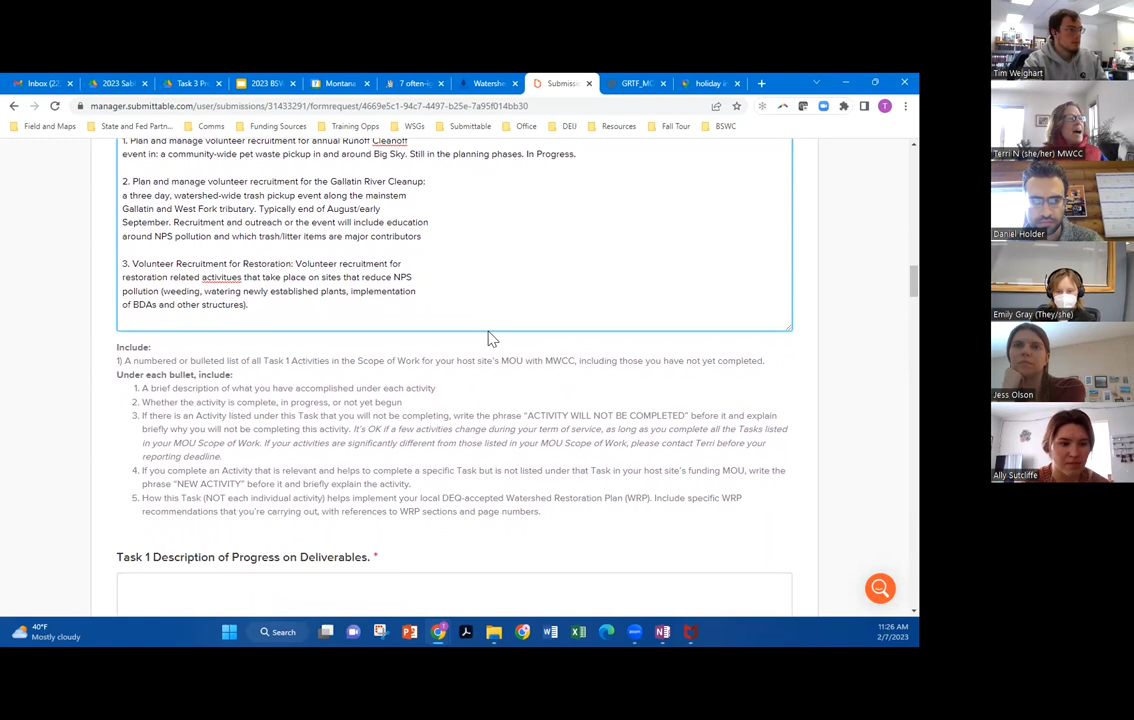 Inbox (22
2023 Sab
Task 3 Pr
2023 BSW
Montana
7 often-ig
Watershe
Submissi
GRTF_MO
holiday in
manager.submittable.com/user/submissions/31433291/formrequest/4669e5c1-94c7-4497-b25e-7a95f014bb30
T
Field and Maps
State and Fed Partn...
Comms
Funding Sources
Training Opps
WSGs
Submittable
Office
DEU
Resources
Fall Tour
BSWC
1. Plan and manage volunteer recruitment for annual Runoff Cleanoff
event in: a community-wide pet waste pickup in and around Big Sky. Still in the planning phases. In Progress.
2. Plan and manage volunteer recruitment for the Gallatin River Cleanup:
a three day, watershed-wide trash pickup event along the mainstem
Gallatin and West Fork tributary. Typically end of August/early
September. Recruitment and outreach or the event will include education
around NPS pollution and which trash/litter items are major contributors
3. Volunteer Recruitment for Restoration: Volunteer recruitment for
restoration related activitues that take place on sites that reduce NPS
pollution (weeding, watering newly established plants, implementation
of BDAs and other structures).
Include:
1) A numbered or bulleted list of all Task 1 Activities in the Scope of Work for your host site's MOU with MWCC, including those you have not yet completed.
Under each bullet, include:
1. A brief description of what you have accomplished under each activity
2. Whether the activity is complete, in progress, or not yet begun
3. If there is an Activity listed under this Task that you will not be completing, write the phrase "ACTIVITY WILL NOT BE COMPLETED" before it and explain
briefly why you will not be completing this activity. It's OK if a few activities change during your term of service, as long as you complete all the Tasks listed
in your MOU Scope of Work. If your activities are significantly different from those listed in your MOU Scope of Work, please contact Terri before your
reporting deadline.
4. If you complete an Activity that is relevant and helps to complete a specific Task but is not listed under that Task in your host site's funding MOU, write the
phrase "NEW ACTIVITY" before it and briefly explain the activity.
5. How this Task (NOT each individual activity) helps implement your local DEQ-accepted Watershed Restoration Plan (WRP). Include specific WRP
recommendations that you're carrying out, with references to WRP sections and page numbers.
Task 1 Description of Progress on Deliverables. *
40°F
Mostly cloudy
Search
11:26 AM
2/7/2023
Tim Weighart
Terri N (she/her) MWCC
Daniel Holder
Emily Gray (They/she)
Jess Olson
Ally Sutcliffe